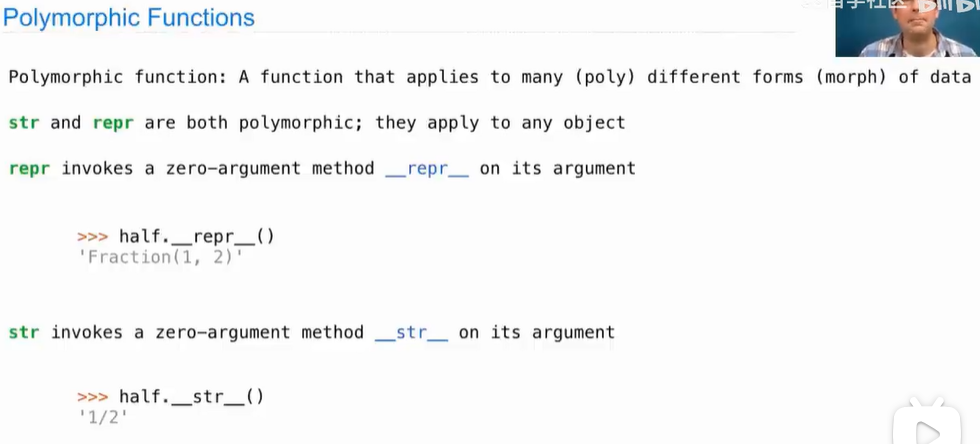 Polymorphic Functions
Polymorphic function: A function that applies to many (poly) different forms (morph) of data
str and repr are both polymorphic; they apply to any object
repr invokes a zero-argument method __repr__ on its argument
>>> half.__repr__()
'Fraction(1, 2)'
str invokes a zero-argument method __str__ on its argument
>>> half.__str__()
'1/2'